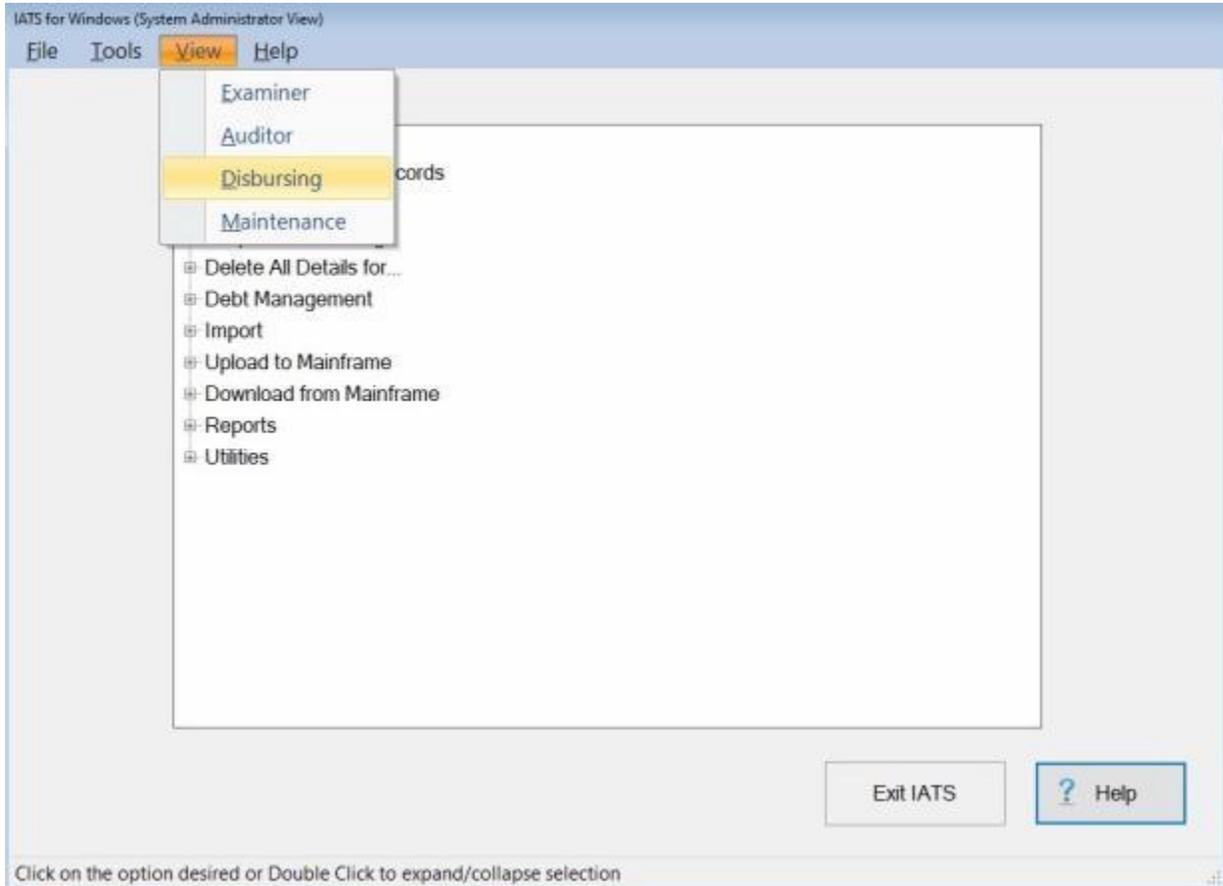 IATS for Windows (System Administrator View)
File Tools View Help
Examiner
Auditor
Disbursing
cords
Maintenance
Delete All Details for...
Debt Management
Import
Upload to Mainframe
Download from Mainframe
Reports
Utilities
Exit IATS
? Help
Click on the option desired or Double Click to expand/collapse selection